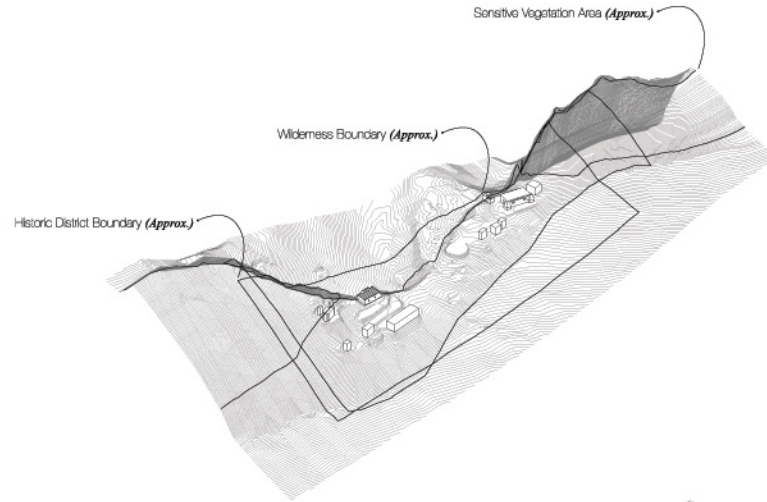 Sensitive Vegetation Area (Approx.)
Wilderness Boundary (Approx.)
Historic District Boundary (Approx.)